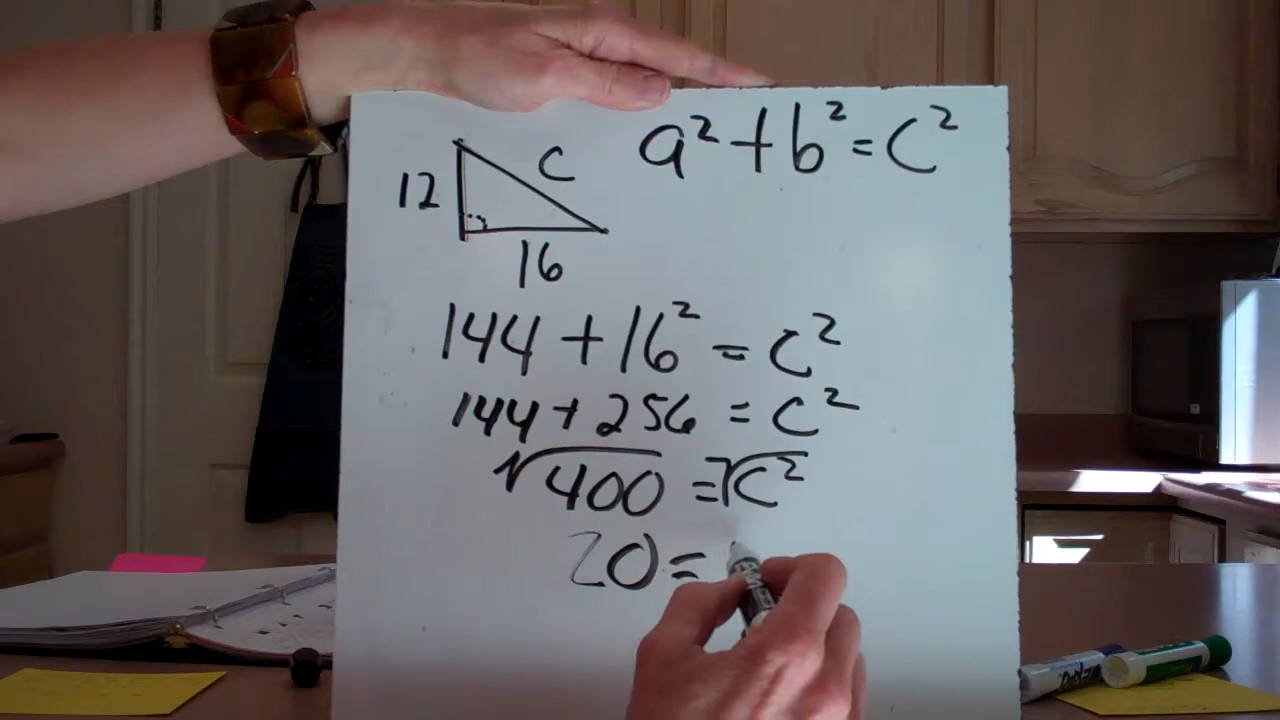 a² + b² = c²
12
c
16
144 + 16² = c²
144 + 256 = c²
√400 = √c²
20 =